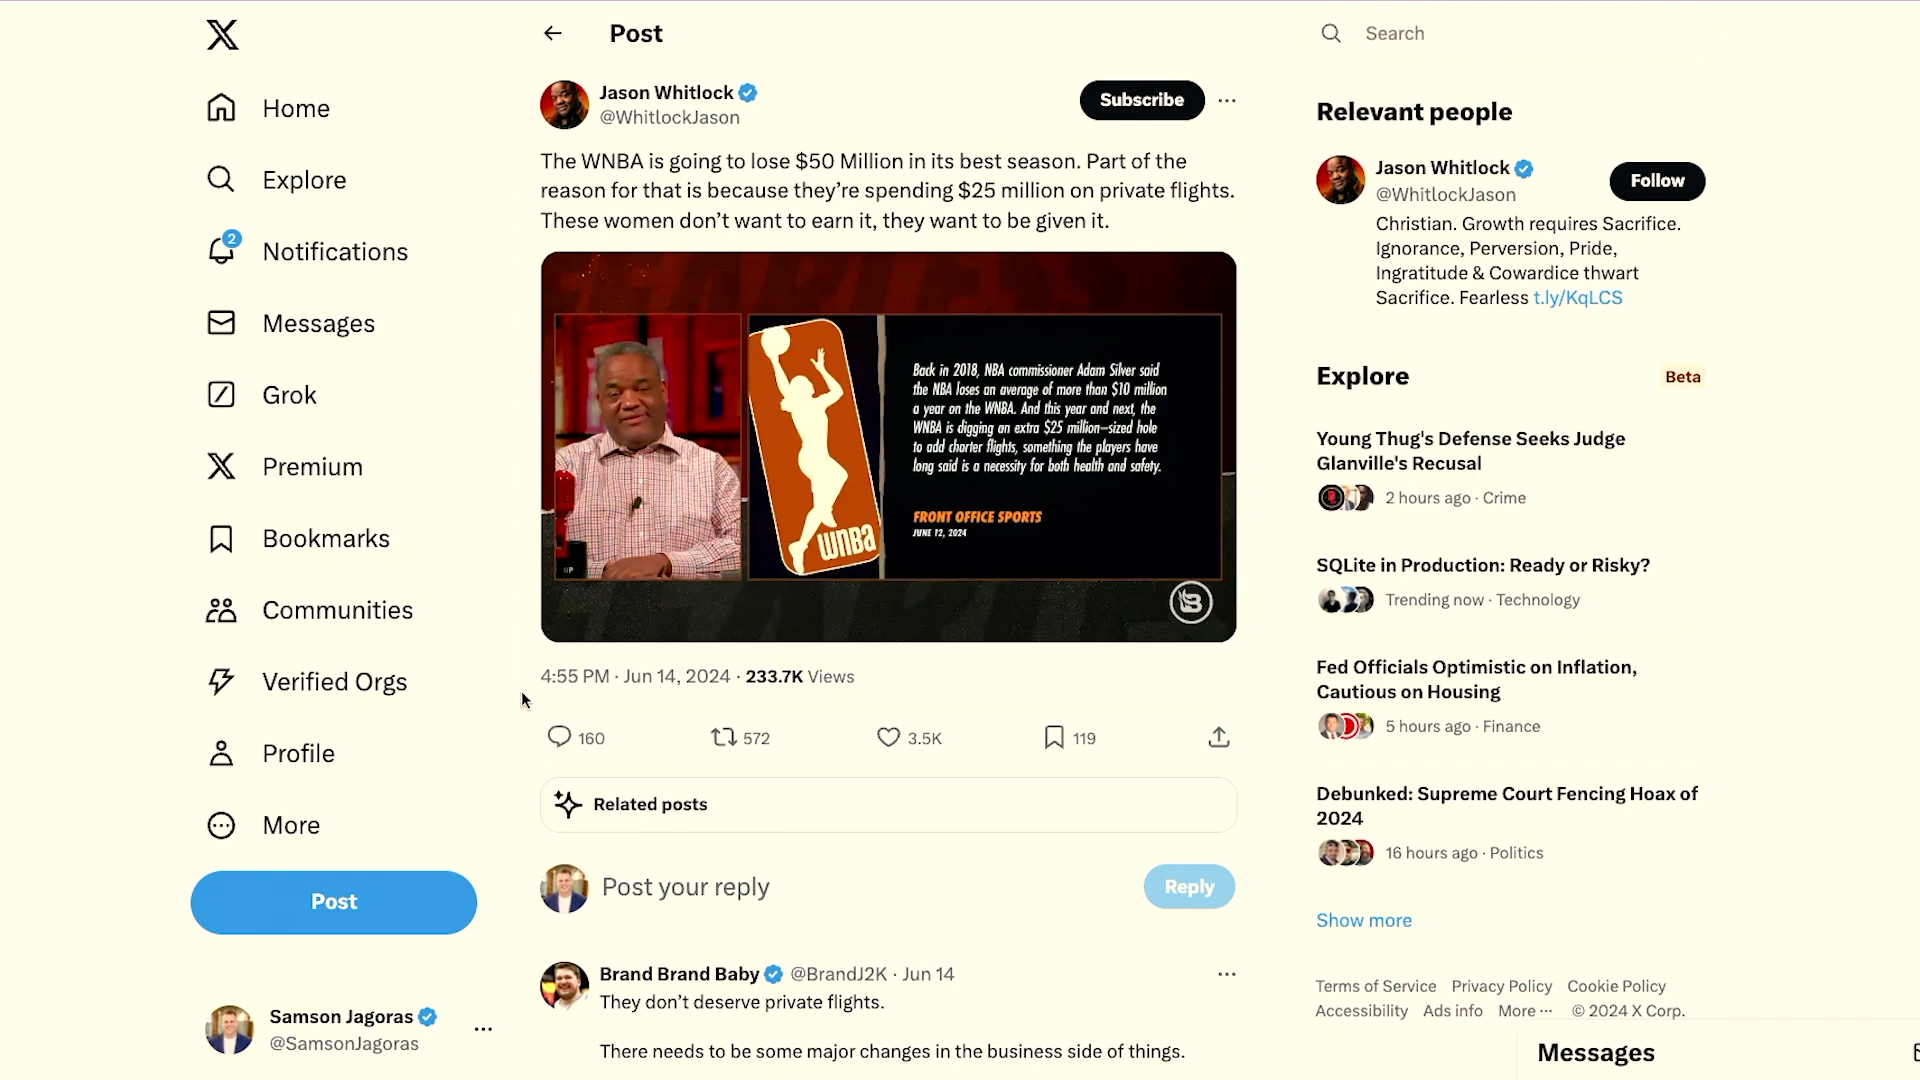 Home
Explore
2
Notifications
Messages
Grok
Premium
Bookmarks
Communities
Verified Orgs
Profile
More
Post
Samson Jagoras
@SamsonJagoras
Post
Jason Whitlock
@WhitlockJason
Subscribe
The WNBA is going to lose $50 Million in its best season. Part of the
reason for that is because they’re spending $25 million on private flights.
These women don’t want to earn it, they want to be given it.
wnba
UP
Back in 2018, NBA commissioner Adam Silver said
the NBA loses an average of more than $10 million
a year on the WNBA. And this year and next, the
WNBA is digging an extra $25 million–sized hole
to add charter flights, something the players have
long said is a necessity for both health and safety.
FRONT OFFICE SPORTS
JUNE 12, 2024
B
4:55 PM · Jun 14, 2024 · 233.7K Views
160
572
3.5K
119
Related posts
Post your reply
Reply
Brand Brand Baby @BrandJ2K · Jun 14
They don’t deserve private flights.
There needs to be some major changes in the business side of things.
Search
Relevant people
Jason Whitlock
@WhitlockJason
Follow
Christian. Growth requires Sacrifice.
Ignorance, Perversion, Pride,
Ingratitude & Cowardice thwart
Sacrifice. Fearless t.ly/KqLCS
Explore
Beta
Young Thug's Defense Seeks Judge
Glanville's Recusal
2 hours ago · Crime
SQLite in Production: Ready or Risky?
Trending now · Technology
Fed Officials Optimistic on Inflation,
Cautious on Housing
5 hours ago · Finance
Debunked: Supreme Court Fencing Hoax of
2024
16 hours ago · Politics
Show more
Terms of Service Privacy Policy Cookie Policy
Accessibility Ads info More ··· © 2024 X Corp.
Messages